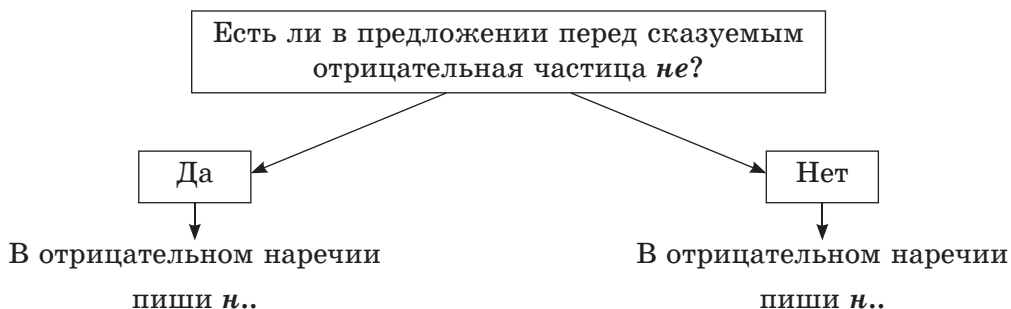 Есть ли в предложении перед сказуемым
отрицательная частица не?
Да
Нет
В отрицательном наречии
пиши н..
В отрицательном наречии
пиши н..